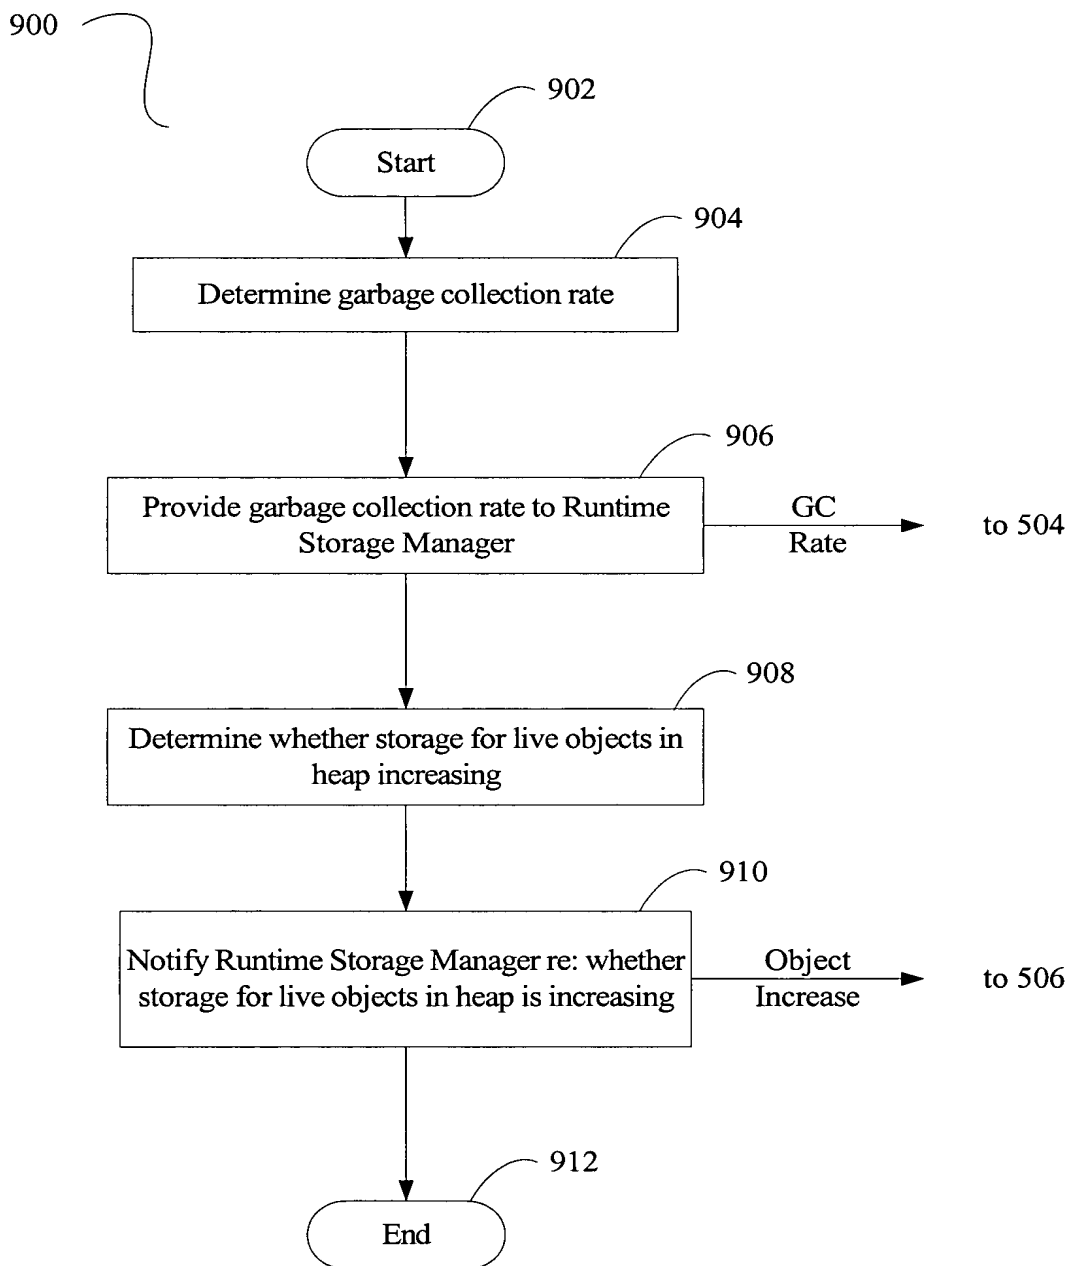 900
902
Start
904
Determine garbage collection rate
906
Provide garbage collection rate to Runtime
Storage Manager
GC
Rate
to 504
908
Determine whether storage for live objects in
heap increasing
910
Notify Runtime Storage Manager re: whether
storage for live objects in heap is increasing
Object
Increase
to 506
912
End